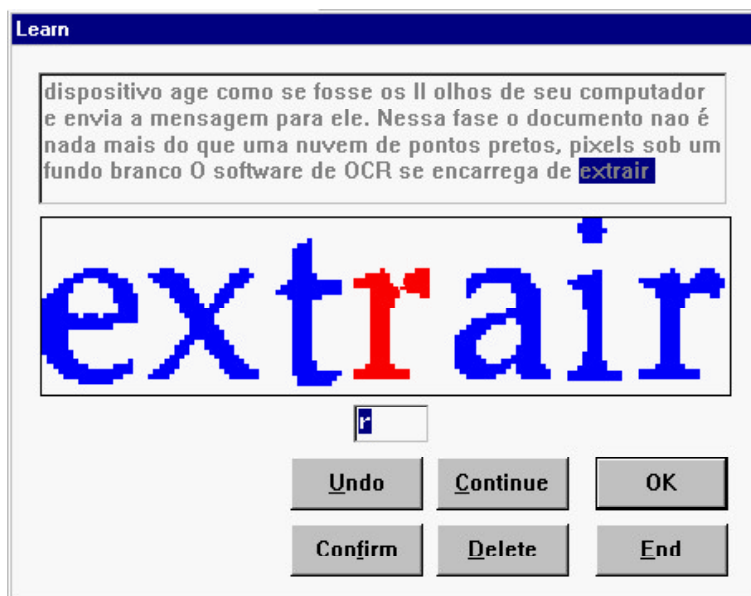 Learn
dispositivo age como se fosse os II olhos de seu computador
e envia a mensagem para ele. Nessa fase o documento nao é
nada mais do que uma nuvem de pontos pretos, pixels sob um
fundo branco O software de OCR se encarrega de extrair
extrair
r
Undo Continue OK
Confirm Delete End